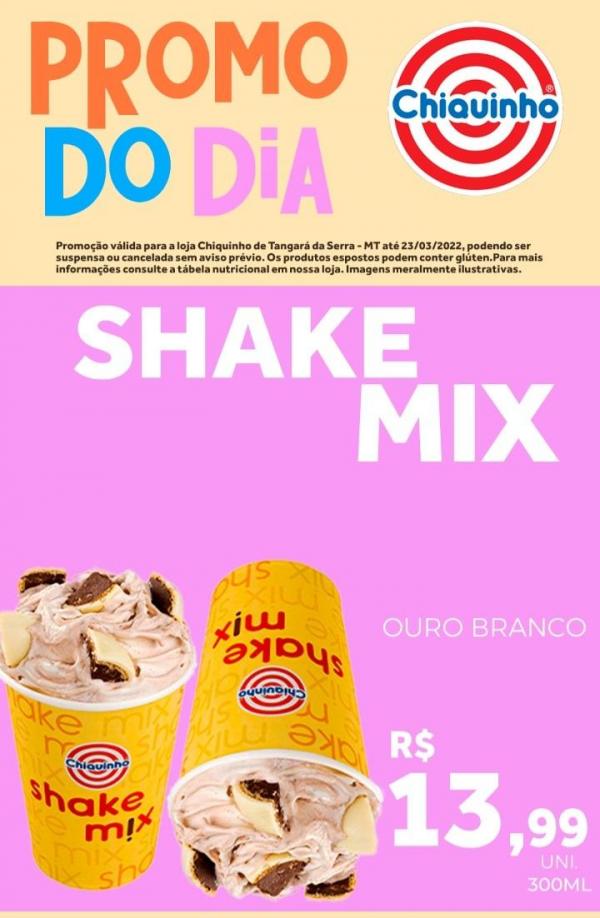 PROMO
DO DiA
Chiquinho®
Promoção válida para a loja Chiquinho de Tangará da Serra - MT até 23/03/2022, podendo ser
suspensa ou cancelada sem aviso prévio. Os produtos espostos podem conter glúten.Para mais
informações consulte a tábela nutricional em nossa loja. Imagens meralmente ilustrativas.
SHAKE
MIX
OURO BRANCO
shake
mix
Chiquinho
Chiquinho
shake
mix
R$
13,99
UNI.
300ML